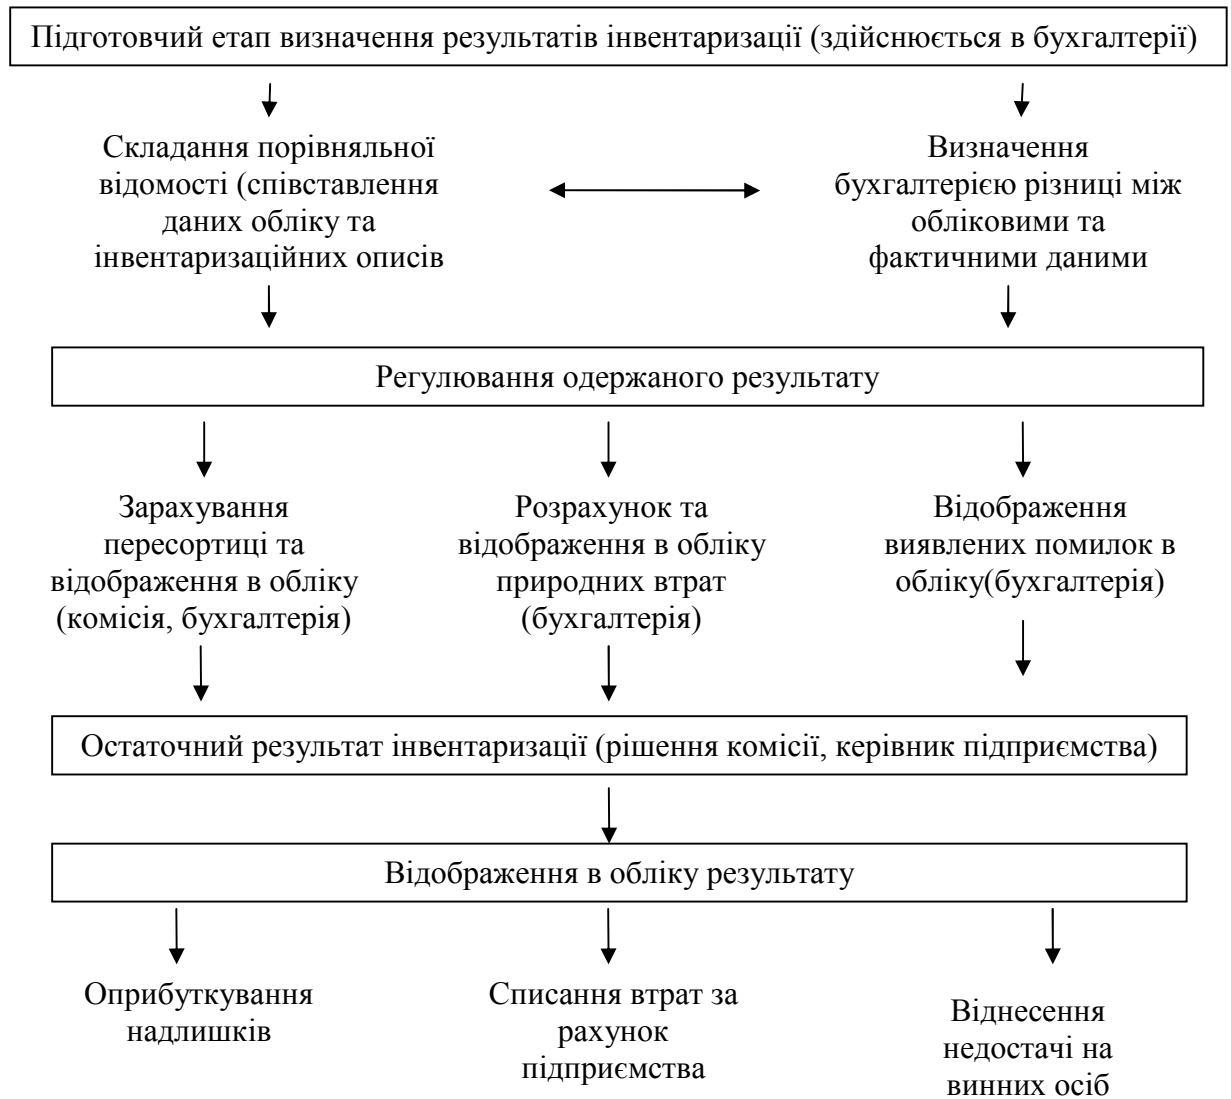 Підготовчий етап визначення результатів інвентаризації (здійснюється в бухгалтерії)
Складання порівняльної
відомості (співставлення
даних обліку та
інвентаризаційних описів
Визначення
бухгалтерією різниці між
обліковими та
фактичними даними
Регулювання одержаного результату
Зарахування
пересортиці та
відображення в обліку
(комісія, бухгалтерія)
Розрахунок та
відображення в обліку
природних втрат
(бухгалтерія)
Відображення
виявлених помилок в
обліку(бухгалтерія)
Остаточний результат інвентаризації (рішення комісії, керівник підприємства)
Відображення в обліку результату
Оприбуткування
надлишків
Списання втрат за
рахунок
підприємства
Віднесення
недостачі на
винних осіб